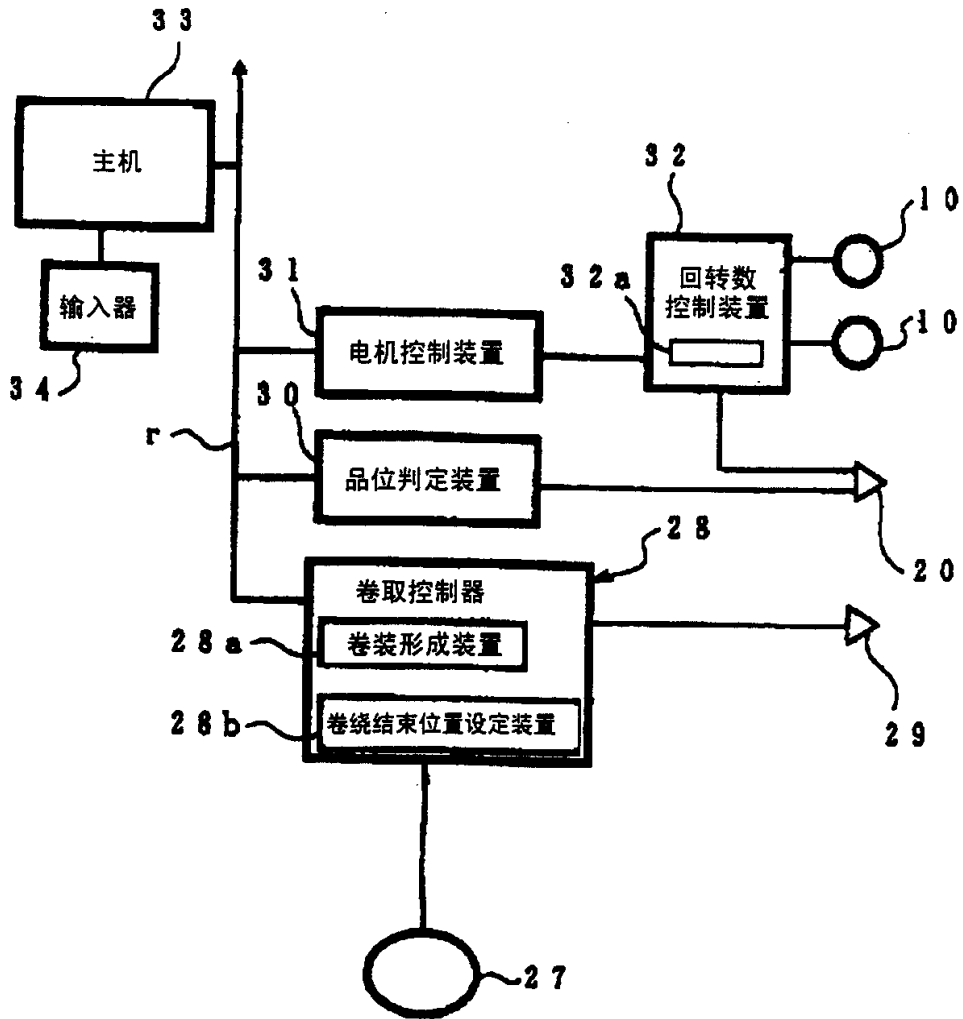 33
主机
32
10
31
32a
回转数
控制装置
输入器
34
电机控制装置
10
30
r
品位判定装置
28
20
卷取控制器
28a
卷装形成装置
28b
卷绕结束位置设定装置
29
27